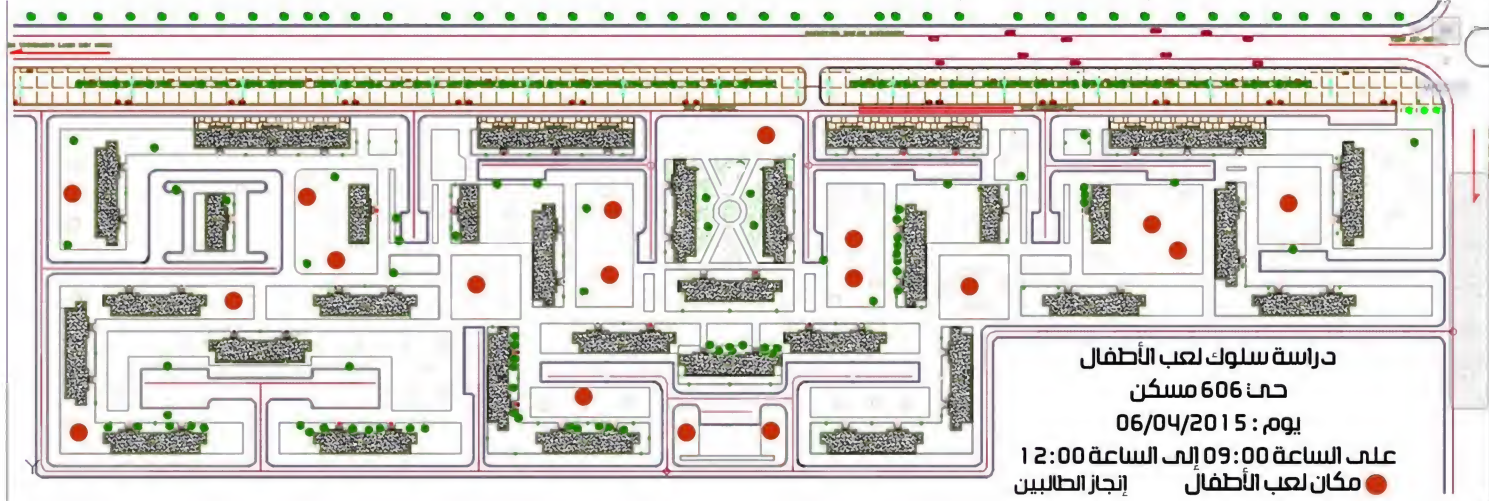 دراسة سلوك لعب الأطفال
حي: 606 مسكن
يوم: 06/04/2015
على الساعة 09:00 إلى الساعة 12:00
مكان لعب الأطفال إنجاز الطالبين
Y